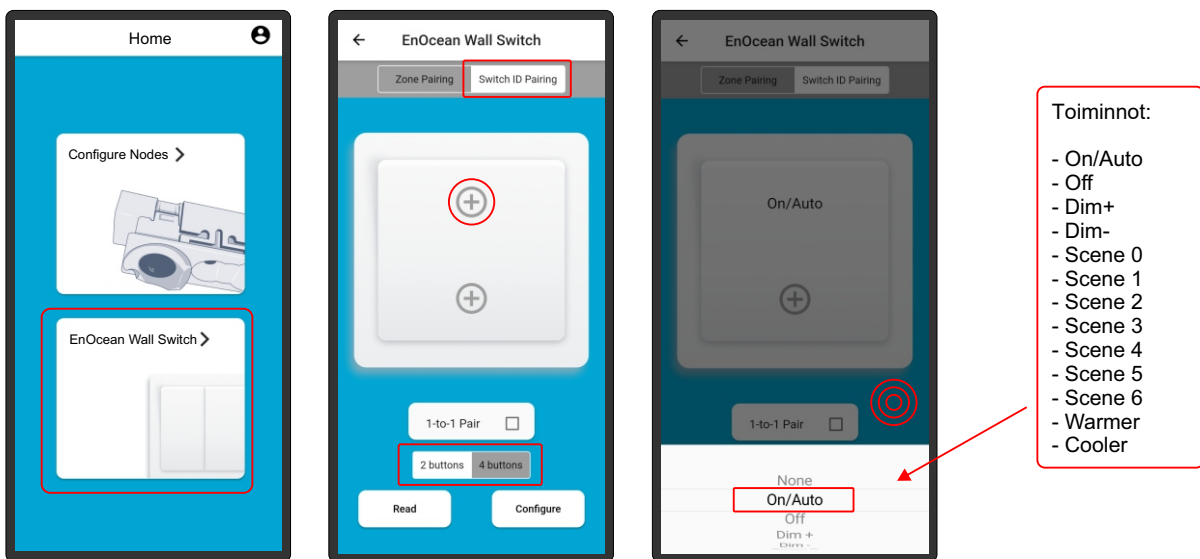 Home
Configure Nodes
EnOcean Wall Switch
EnOcean Wall Switch
Zone Pairing
Switch ID Pairing
1-to-1 Pair
2 buttons
4 buttons
Read
Configure
EnOcean Wall Switch
Zone Pairing
Switch ID Pairing
On/Auto
1-to-1 Pair
None
On/Auto
Off
Dim +
Dim -
Toiminnot:
- On/Auto
- Off
- Dim+
- Dim-
- Scene 0
- Scene 1
- Scene 2
- Scene 3
- Scene 4
- Scene 5
- Scene 6
- Warmer
- Cooler